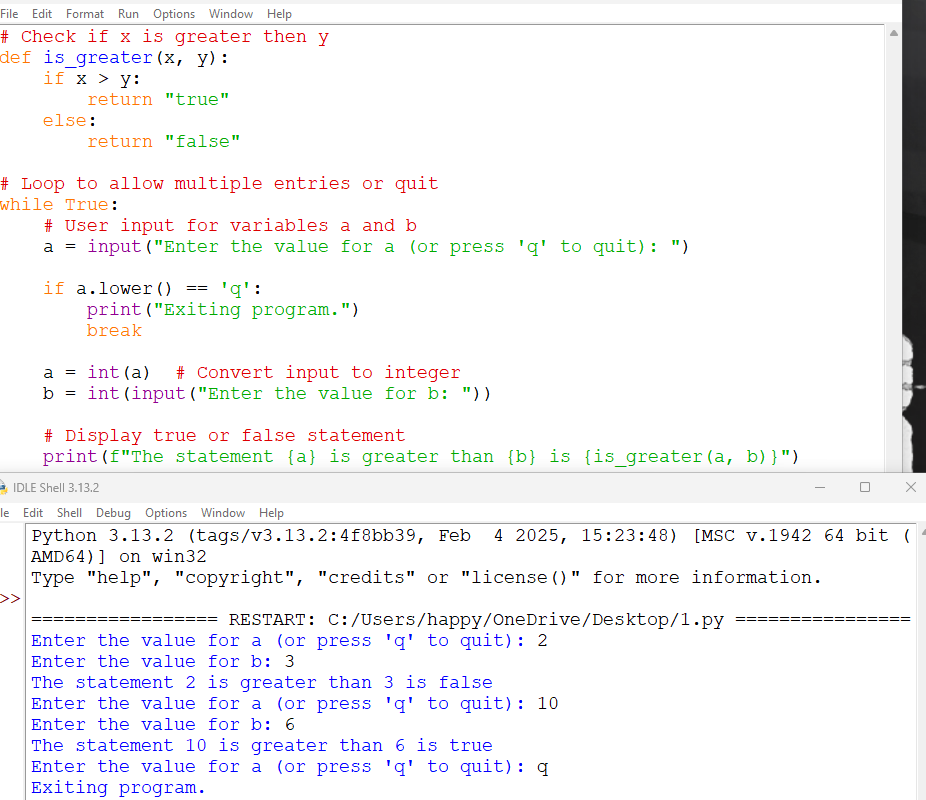 File Edit Format Run Options Window Help
# Check if x is greater then y
def is_greater(x, y):
    if x > y:
        return "true"
    else:
        return "false"

# Loop to allow multiple entries or quit
while True:
    # User input for variables a and b
    a = input("Enter the value for a (or press 'q' to quit): ")

    if a.lower() == 'q':
        print("Exiting program.")
        break

    a = int(a)  # Convert input to integer
    b = int(input("Enter the value for b: "))

    # Display true or false statement
    print(f"The statement {a} is greater than {b} is {is_greater(a, b)}")
IDLE Shell 3.13.2
le Edit Shell Debug Options Window Help
Python 3.13.2 (tags/v3.13.2:4f8bb39, Feb  4 2025, 15:23:48) [MSC v.1942 64 bit (
AMD64)] on win32
Type "help", "copyright", "credits" or "license()" for more information.
>>
================= RESTART: C:/Users/happy/OneDrive/Desktop/1.py ================
Enter the value for a (or press 'q' to quit): 2
Enter the value for b: 3
The statement 2 is greater than 3 is false
Enter the value for a (or press 'q' to quit): 10
Enter the value for b: 6
The statement 10 is greater than 6 is true
Enter the value for a (or press 'q' to quit): q
Exiting program.